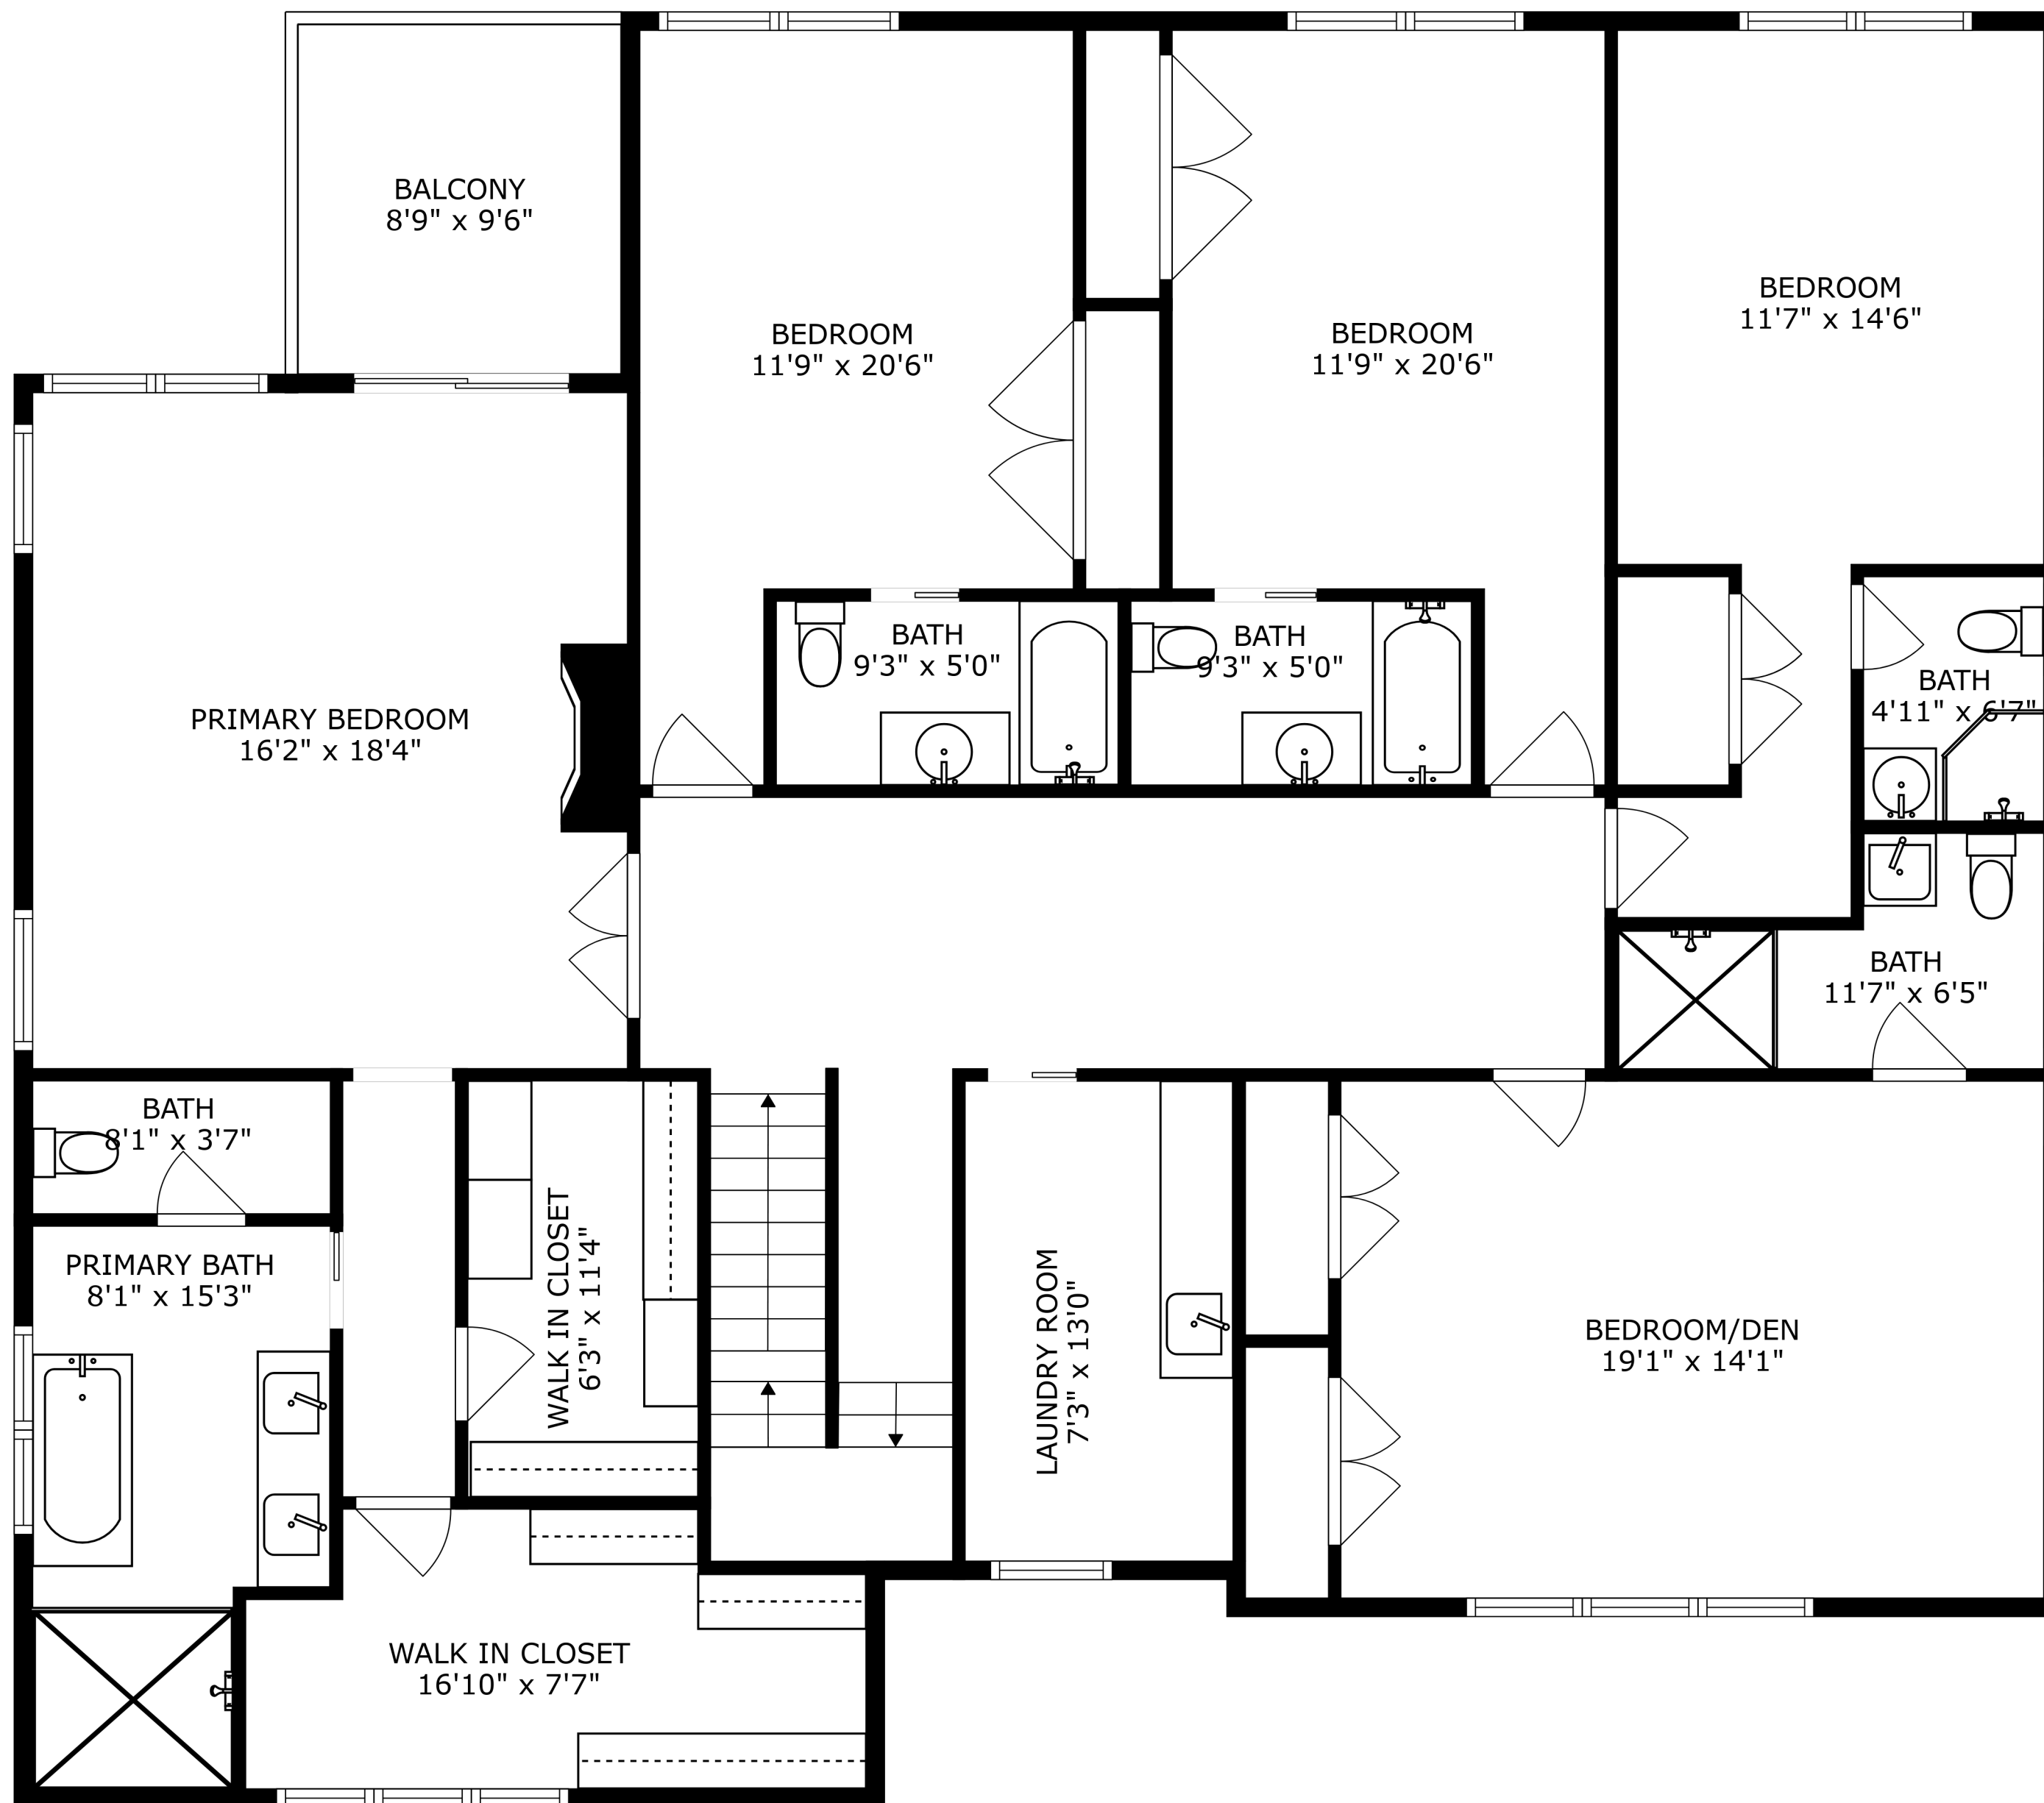 BALCONY
8'9" x 9'6"
BEDROOM
11'9" x 20'6"
BEDROOM
11'9" x 20'6"
BEDROOM
11'7" x 14'6"
BATH
9'3" x 5'0"
BATH
9'3" x 5'0"
BATH
4'11" x 6'7"
PRIMARY BEDROOM
16'2" x 18'4"
BATH
11'7" x 6'5"
BATH
8'1" x 3'7"
PRIMARY BATH
8'1" x 15'3"
WALK IN CLOSET
6'3" x 11'4"
LAUNDRY ROOM
7'3" x 13'0"
BEDROOM/DEN
19'1" x 14'1"
WALK IN CLOSET
16'10" x 7'7"